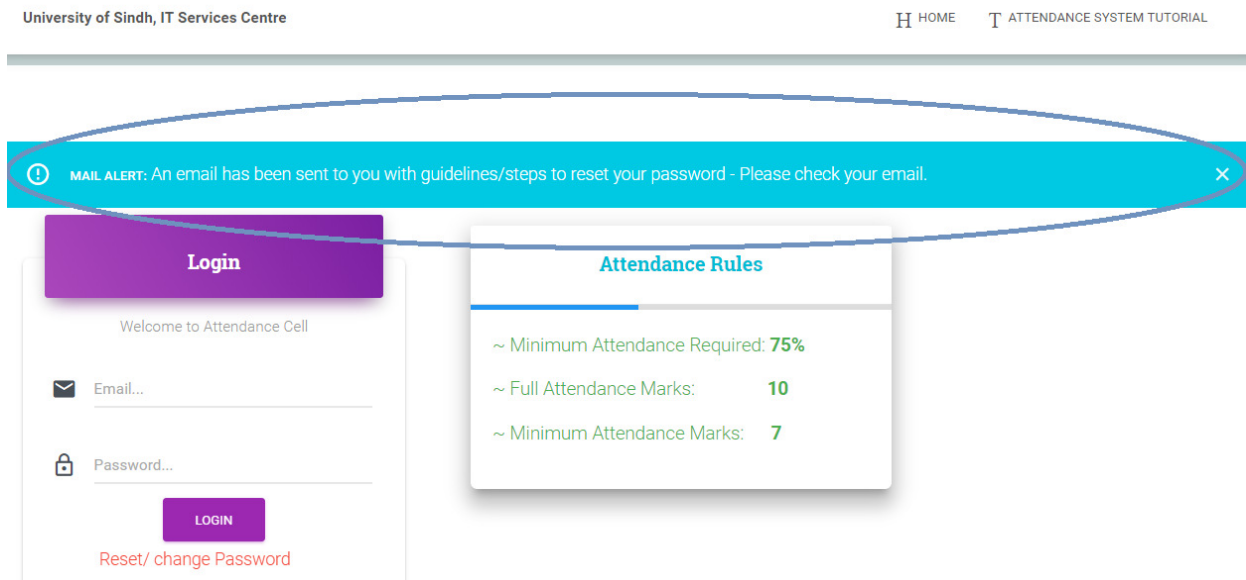 University of Sindh, IT Services Centre
H HOME
T ATTENDANCE SYSTEM TUTORIAL
MAIL ALERT: An email has been sent to you with guidelines/steps to reset your password - Please check your email.
Login
Welcome to Attendance Cell
Email...
Password...
LOGIN
Reset/ change Password
Attendance Rules
~ Minimum Attendance Required: 75%
~ Full Attendance Marks: 10
~ Minimum Attendance Marks: 7